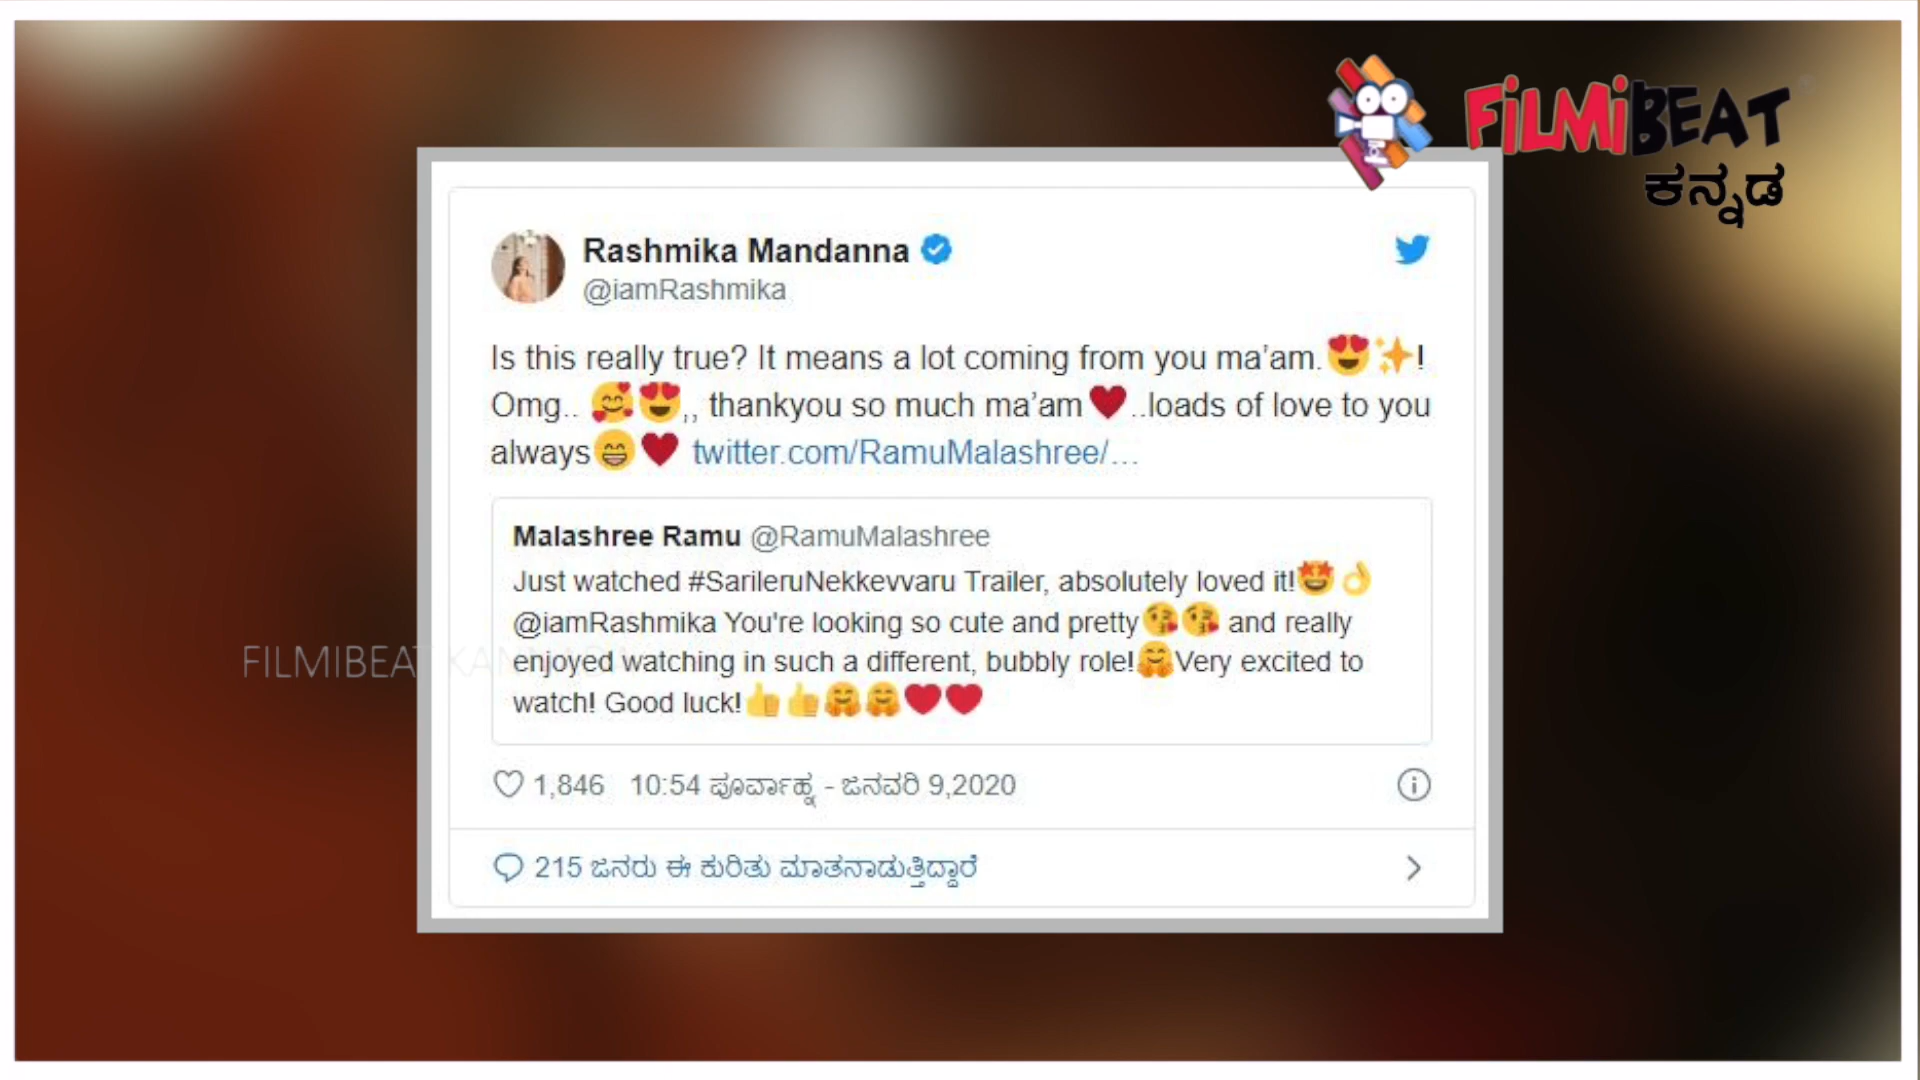 FiLMiBEAT
ಕನ್ನಡ
Rashmika Mandanna
@iamRashmika
Is this really true? It means a lot coming from you ma’am.😍✨!
Omg.. 🥰😍,, thankyou so much ma’am❤️..loads of love to you
always😁❤️ twitter.com/RamuMalashree/…
Malashree Ramu @RamuMalashree
Just watched #SarileruNekkevvaru Trailer, absolutely loved it!🤩👌
@iamRashmika You're looking so cute and pretty😘😘 and really
enjoyed watching in such a different, bubbly role!🤗Very excited to
watch! Good luck!👍👍🤗🤗❤️❤️
FILMIBEAT KANNADA
1,846 10:54 ಪೂರ್ವಾಹ್ನ - ಜನವರಿ 9,2020
215 ಜನರು ಈ ಕುರಿತು ಮಾತನಾಡುತ್ತಿದ್ದಾರೆ